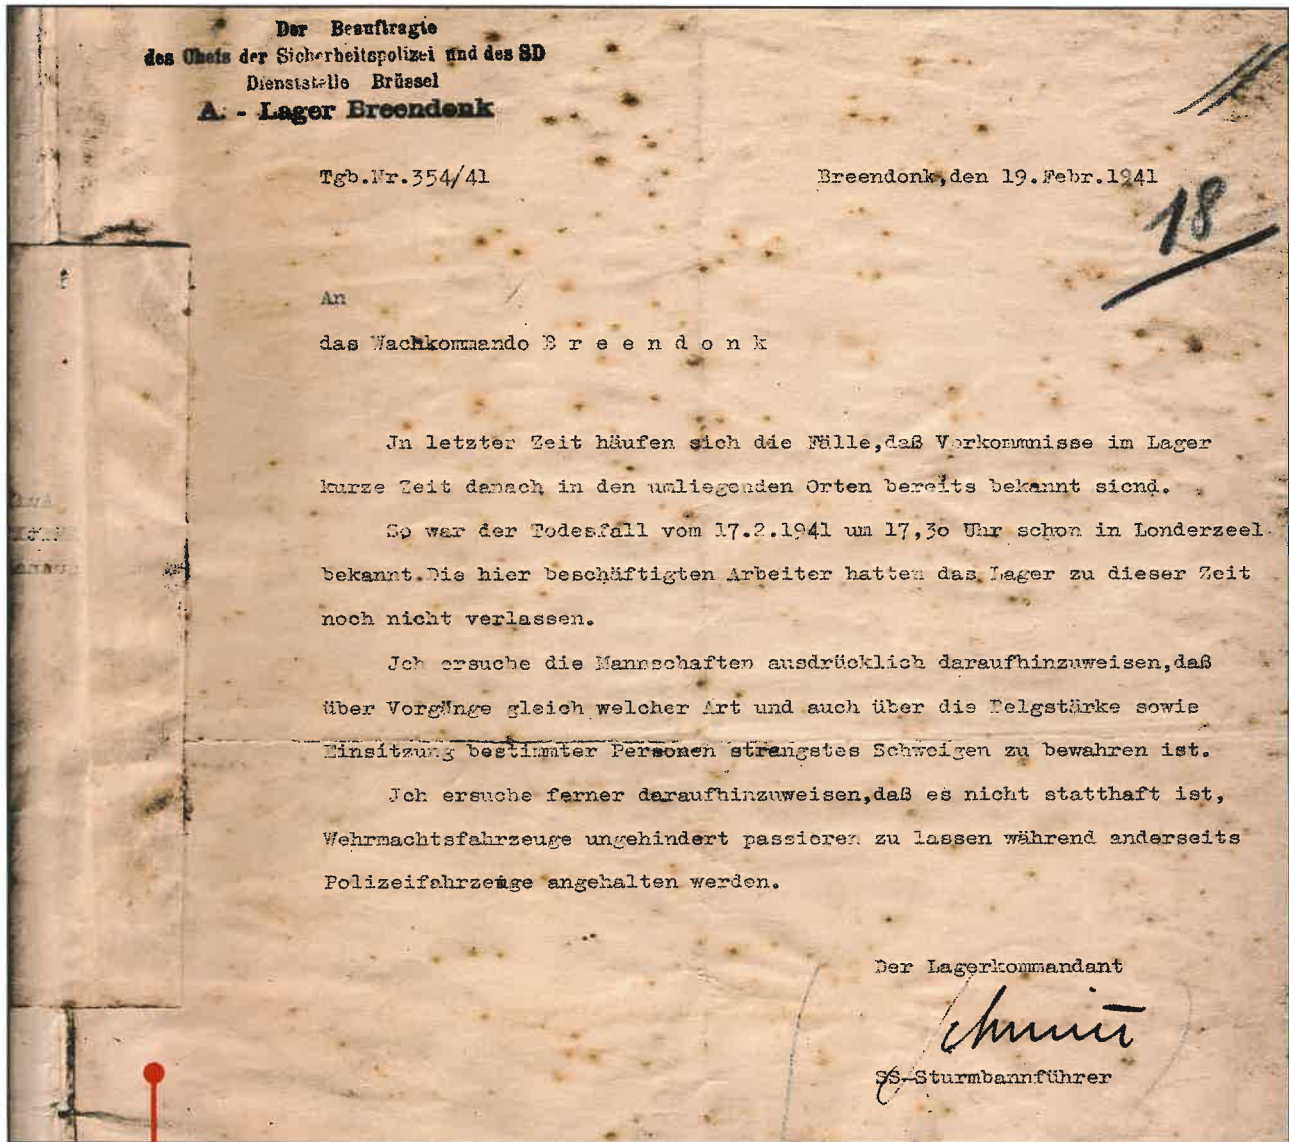 Der Beauftragte
des Chefs der Sicherheitspolizei und des SD
Dienststelle Brüssel
A. - Lager Breendonk
Tgb.Nr.354/41
Breendonk,den 19.Febr.1941
18
An
das Wachkommando B r e e n d o n k
Jn letzter Zeit häufen sich die Fälle,daß Vorkommnisse im Lager
kurze Zeit danach in den umliegenden Orten bereits bekannt sicnd.
So war der Todesfall vom 17.2.1941 um 17,3o Uhr schon in Londerzeel
bekannt.Die hier beschäftigten Arbeiter hatten das Lager zu dieser Zeit
noch nicht verlassen.
Jch ersuche die Mannschaften ausdrücklich daraufhinzuweisen,daß
über Vorgänge gleich welcher Art und auch über die Belgstärke sowie
Einsitzung bestimmter Personen strengstes Schweigen zu bewahren ist.
Jch ersuche ferner daraufhinzuweisen,daß es nicht statthaft ist,
Wehrmachtsfahrzeuge ungehindert passieren zu lassen während anderseits
Polizeifahrzeuge angehalten werden.
Der Lagerkommandant
SS-Sturmbannführer